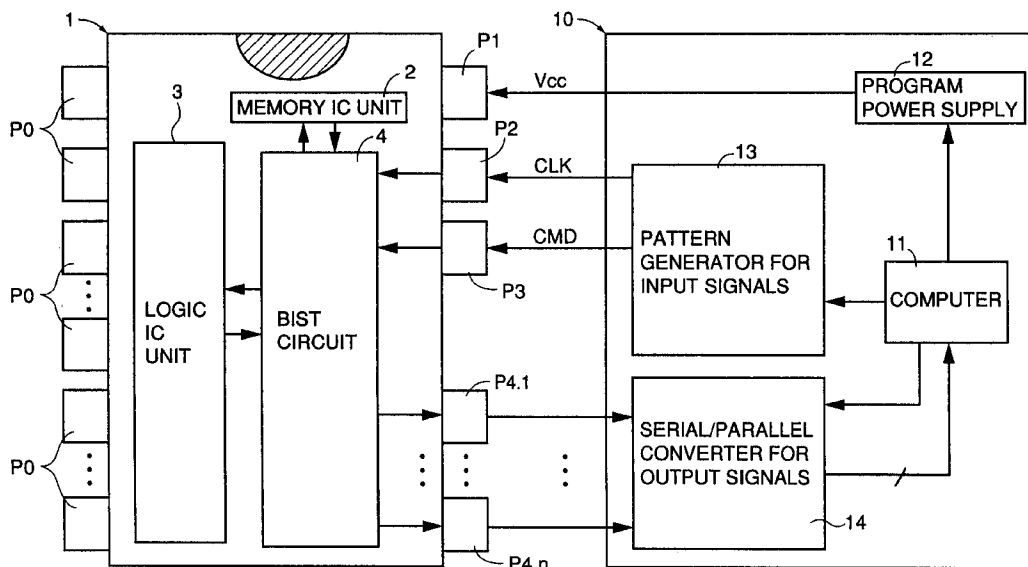 1
10
P1
12
2
Vcc
PROGRAM
POWER SUPPLY
3
MEMORY IC UNIT
P0
4
P2
CLK
13
CMD
PATTERN
GENERATOR FOR
INPUT SIGNALS
11
COMPUTER
P3
P0
LOGIC
IC
UNIT
BIST
CIRCUIT
P4.1
SERIAL/PARALLEL
CONVERTER FOR
OUTPUT SIGNALS
P0
14
P4.n